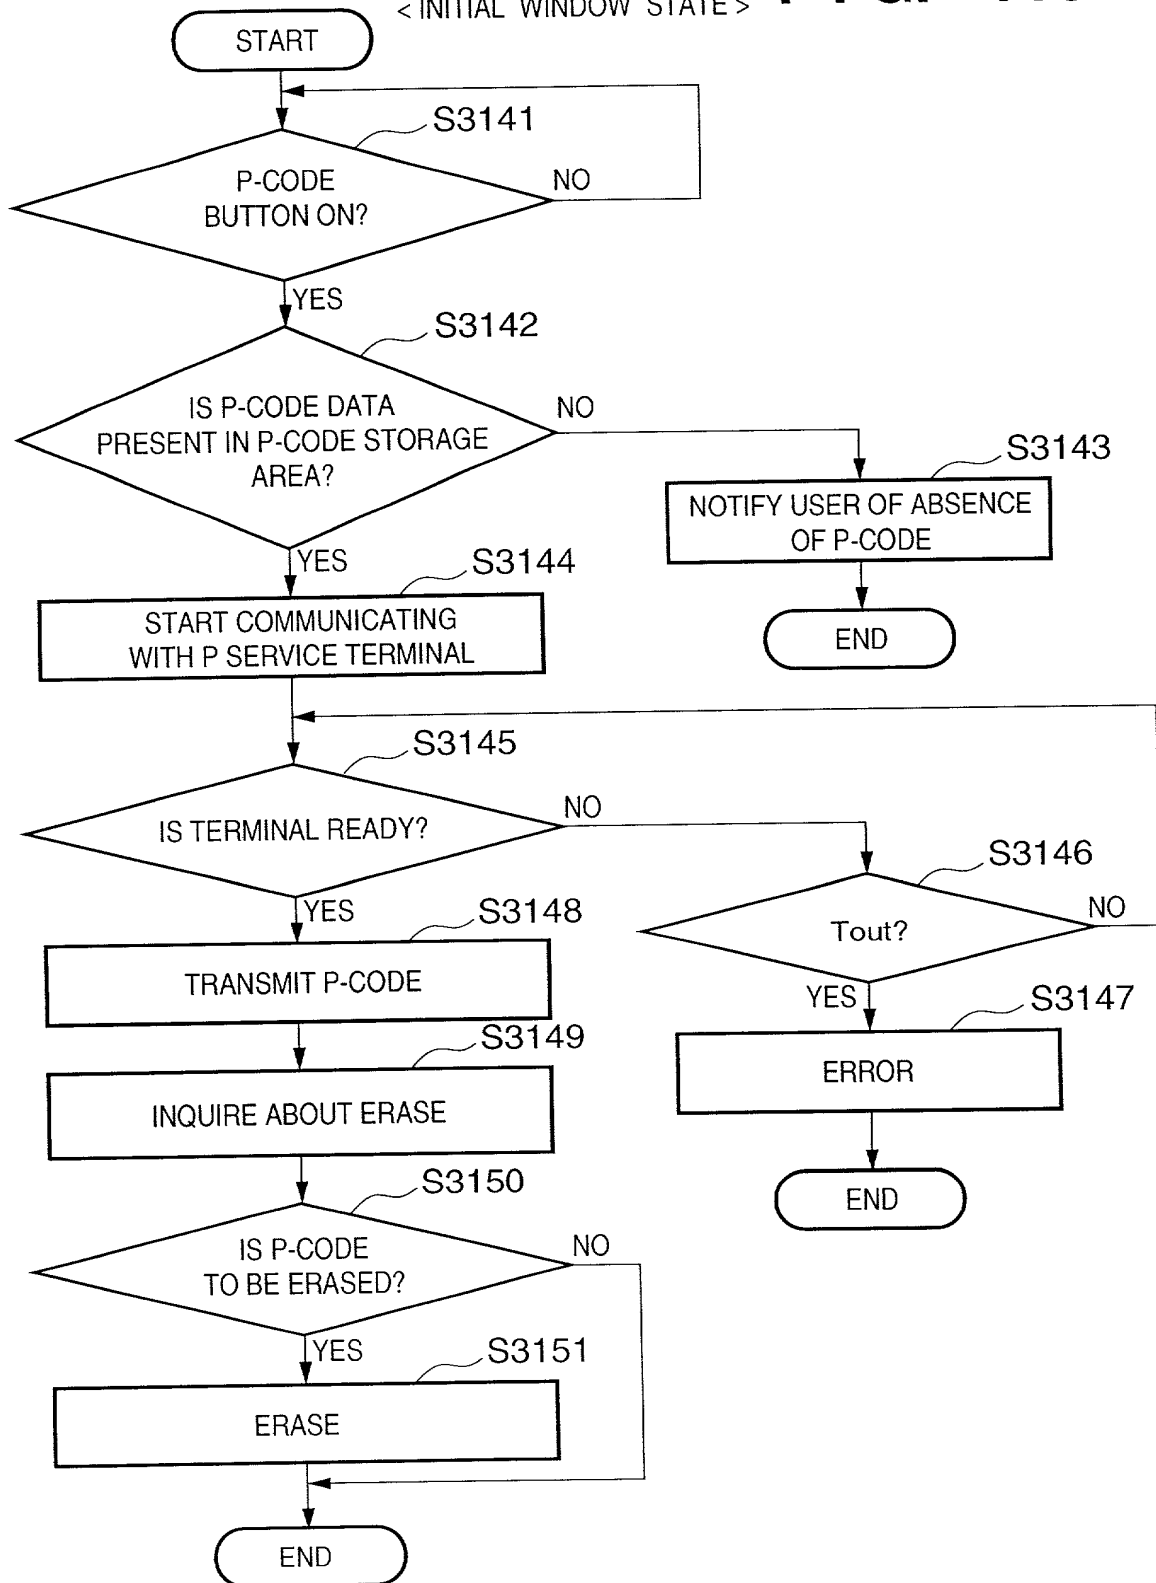 < INITIAL WINDOW STATE >
START
S3141
P-CODE
BUTTON ON?
NO
YES
S3142
IS P-CODE DATA
PRESENT IN P-CODE STORAGE
AREA?
NO
S3143
NOTIFY USER OF ABSENCE
OF P-CODE
END
YES
S3144
START COMMUNICATING
WITH P SERVICE TERMINAL
S3145
IS TERMINAL READY?
NO
S3146
Tout?
NO
YES
S3147
ERROR
END
YES
S3148
TRANSMIT P-CODE
S3149
INQUIRE ABOUT ERASE
S3150
IS P-CODE
TO BE ERASED?
NO
YES
S3151
ERASE
END